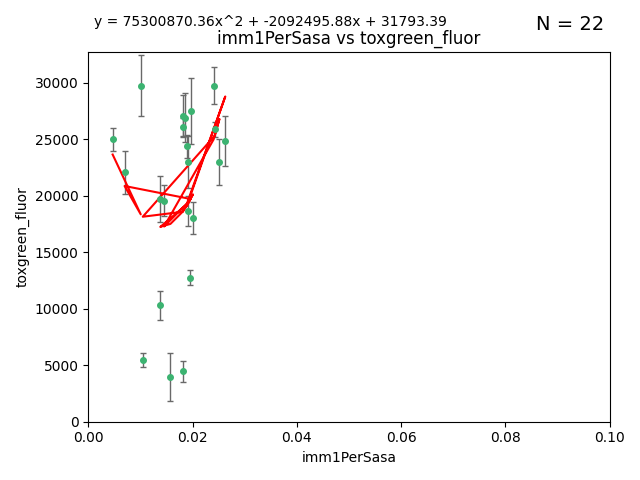 y = 75300870.36x^2 + -2092495.88x + 31793.39
N = 22
imm1PerSasa vs toxgreen_fluor
30000
25000
20000
15000
10000
5000
0
toxgreen_fluor
0.00 0.02 0.04 0.06 0.08 0.10
imm1PerSasa